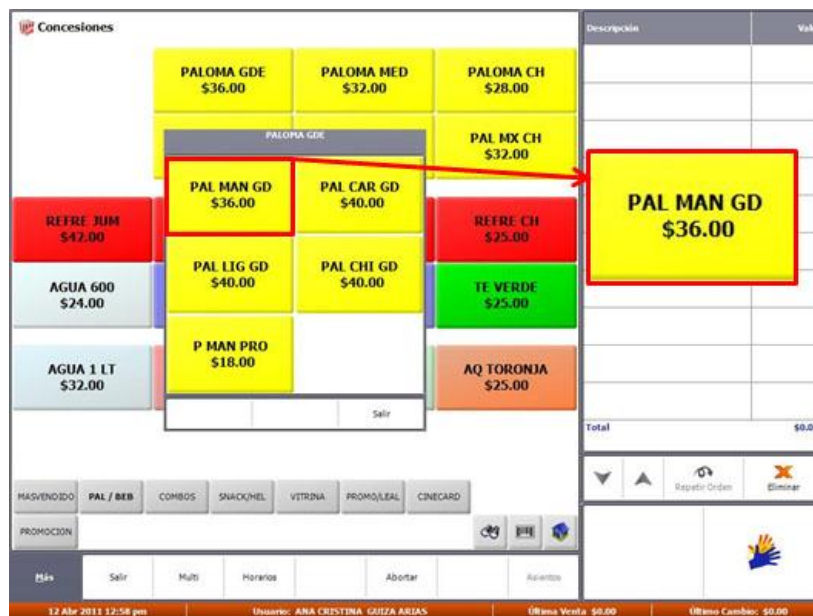 Concesiones
Descripción
PALOMA GDE
$36.00
PALOMA MED
$32.00
PALOMA CH
$28.00
PALOMA GDE
PAL MX CH
$32.00
PAL MAN GD
$36.00
PAL CAR GD
$40.00
PAL MAN GD
$36.00
REFRE JUM
$42.00
REFRE CH
$25.00
PAL LIG GD
$40.00
PAL CHI GD
$40.00
AGUA 600
$24.00
TE VERDE
$25.00
P MAN PRO
$18.00
AGUA 1 LT
$32.00
AQ TORONJA
$25.00
Salir
Total
MASVENDIDO
PAL / BEB
COMBOS
SNACK/HEL
VITRINA
PROMO/LEAL
CINECARD
Repetir Orden
Eliminar
PROMOCION
Más
Salir
Multi
Horarios
Abortar
Asientos
12 Abr 2011 12:58 pm
Usuario: ANA CRISTINA GUIZA ARIAS
Última Venta $0.00
Último Cambio: $0.00